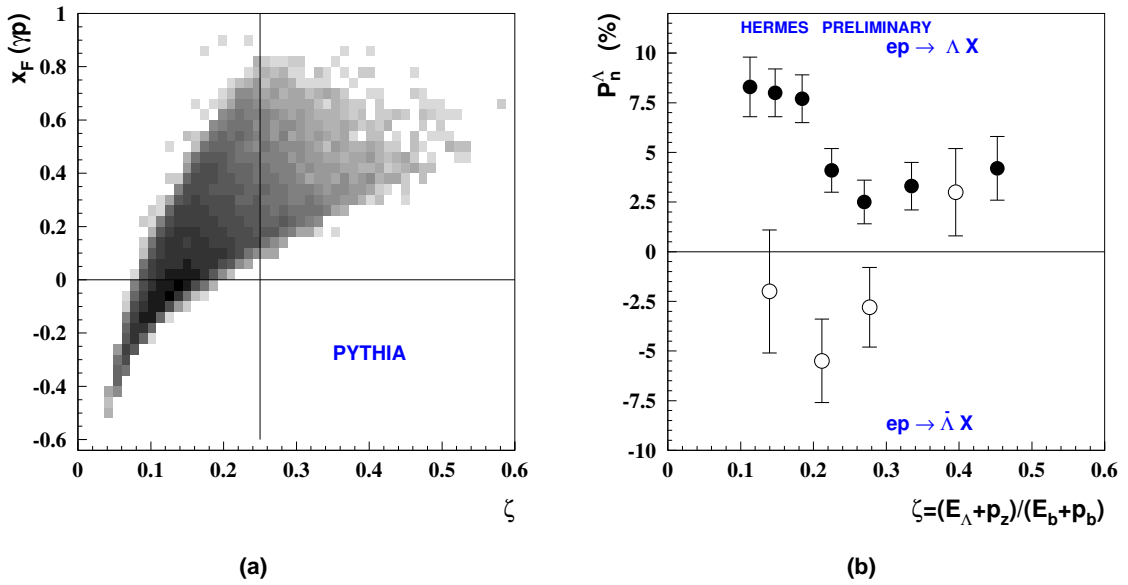 x_F (γp)
1
0.8
0.6
0.4
0.2
0
-0.2
-0.4
-0.6
0 0.1 0.2 0.3 0.4 0.5 0.6
PYTHIA
ζ
(a)
P_n^Λ (%)
HERMES PRELIMINARY
ep → Λ X
10
7.5
5
2.5
0
-2.5
-5
-7.5
-10
ep → Λ̄ X
0 0.1 0.2 0.3 0.4 0.5 0.6
ζ=(E_Λ+p_z)/(E_b+p_b)
(b)